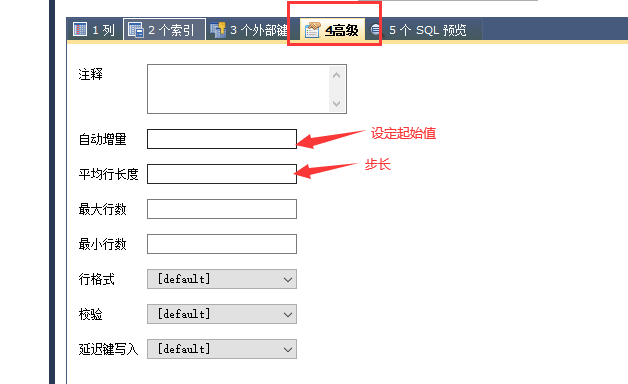 1 列 2 个索引 3 个外部键 4高级 5 个 SQL 预览
注释
自动增量 设定起始值
平均行长度 步长
最大行数
最小行数
行格式 [default]
校验 [default]
延迟键写入 [default]